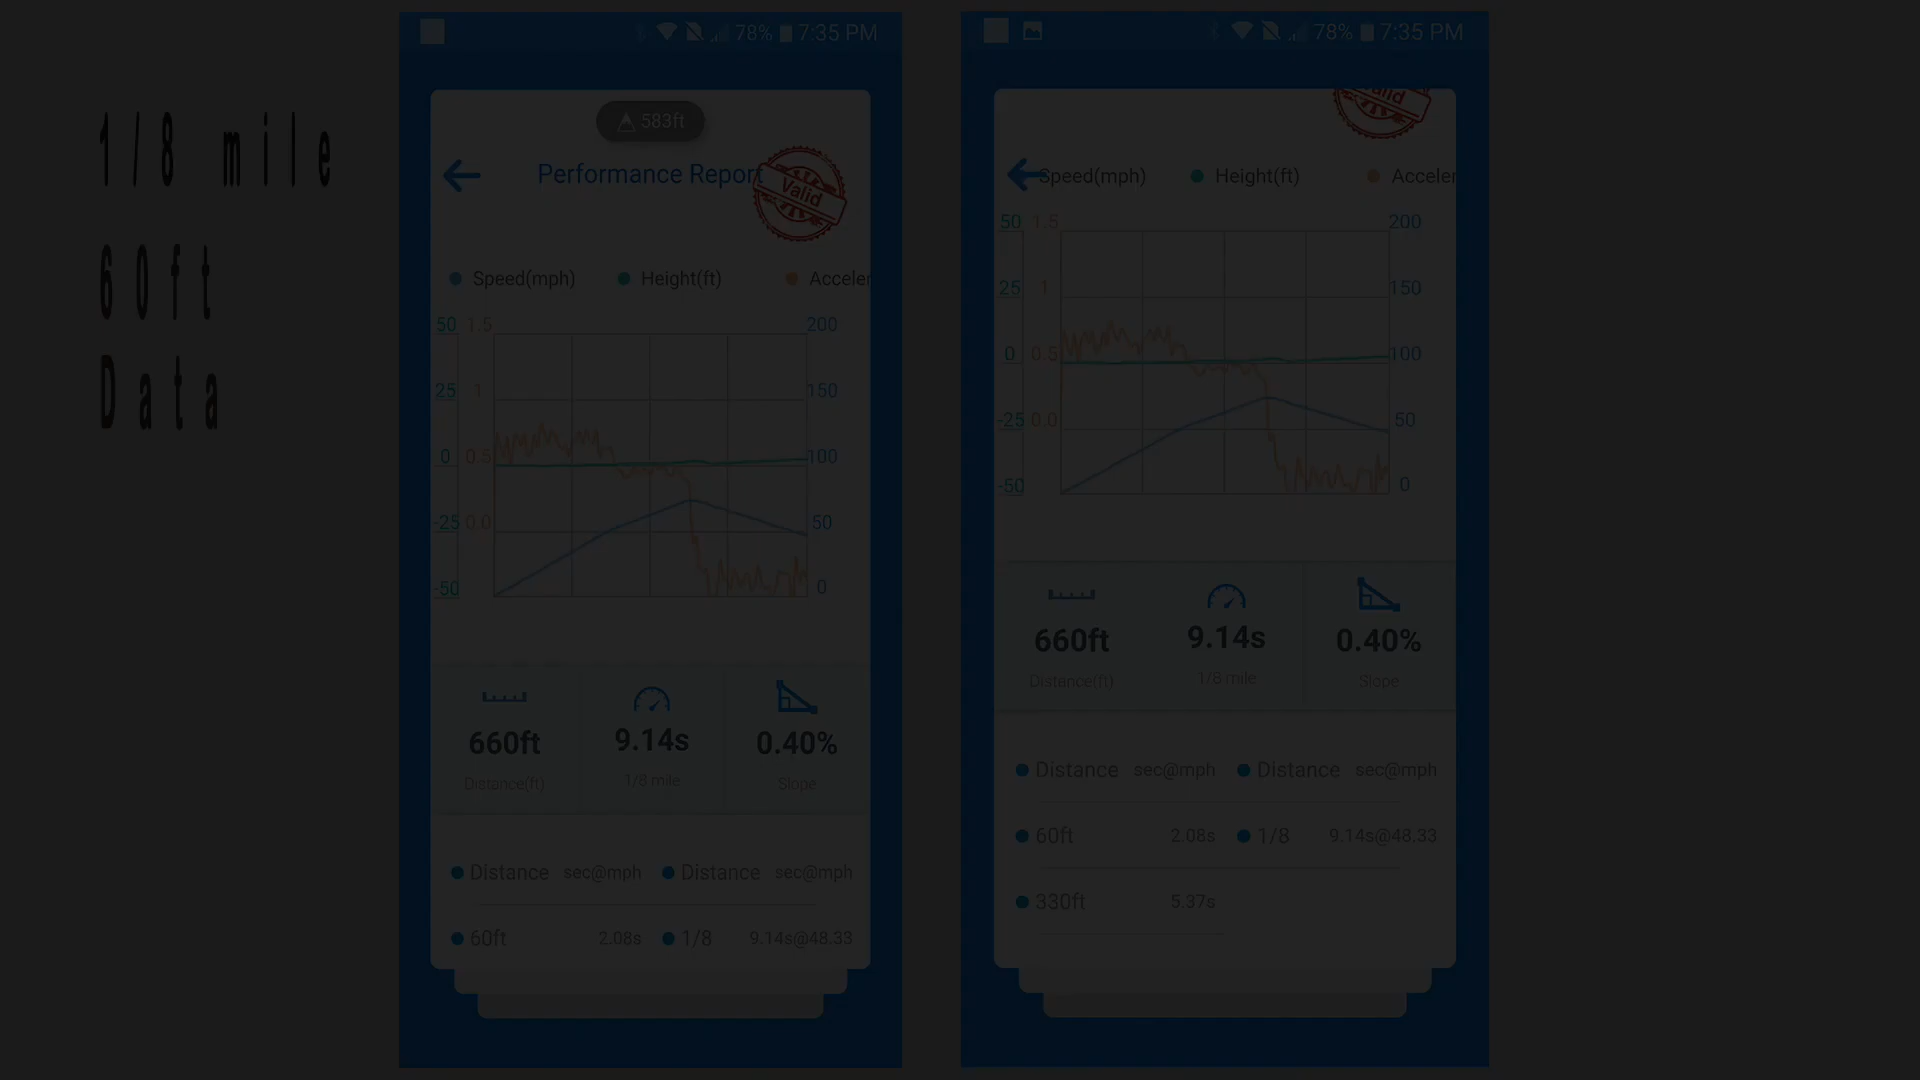 1/8 mile
60ft
Data
78% 7:35 PM
583ft
Performance Report
Valid
Speed(mph) Height(ft) Acceler
50 1.5 200
25 1 150
0 0.5 100
-25 0.0 50
-50 0
660ft 9.14s 0.40%
Distance(ft) 1/8 mile Slope
Distance sec@mph Distance sec@mph
60ft 2.08s 1/8 9.14s@48.33
78% 7:35 PM
Valid
Speed(mph) Height(ft) Acceler
50 1.5 200
25 1 150
0 0.5 100
-25 0.0 50
-50 0
660ft 9.14s 0.40%
Distance(ft) 1/8 mile Slope
Distance sec@mph Distance sec@mph
60ft 2.08s 1/8 9.14s@48.33
330ft 5.37s